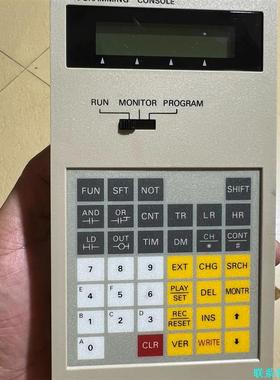 CONSOLE
RUN MONITOR PROGRAM
FUN SFT NOT SHIFT
AND OR CNT TR LR HR
LD OUT TIM DM CH * CONT #
7 8 9 EXT CHG SRCH
E 4 F 5 6 PLAY SET DEL MONTR
B 1 C 2 D 3 REC RESET INS ↑
A 0 CLR VER WRITE ↓